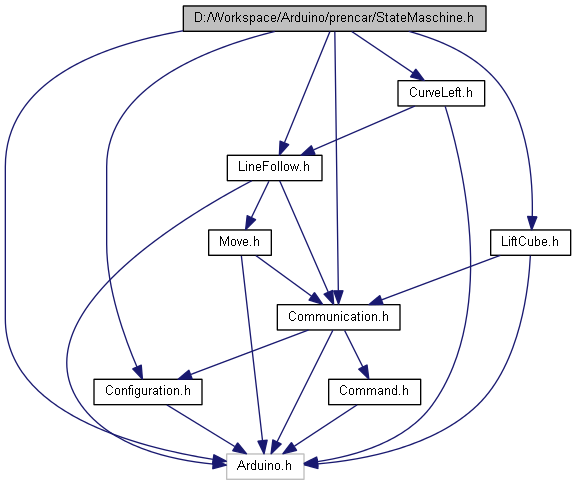 D:/Workspace/Arduino/prencar/StateMaschine.h
CurveLeft.h
LineFollow.h
Move.h
LiftCube.h
Communication.h
Configuration.h
Command.h
Arduino.h